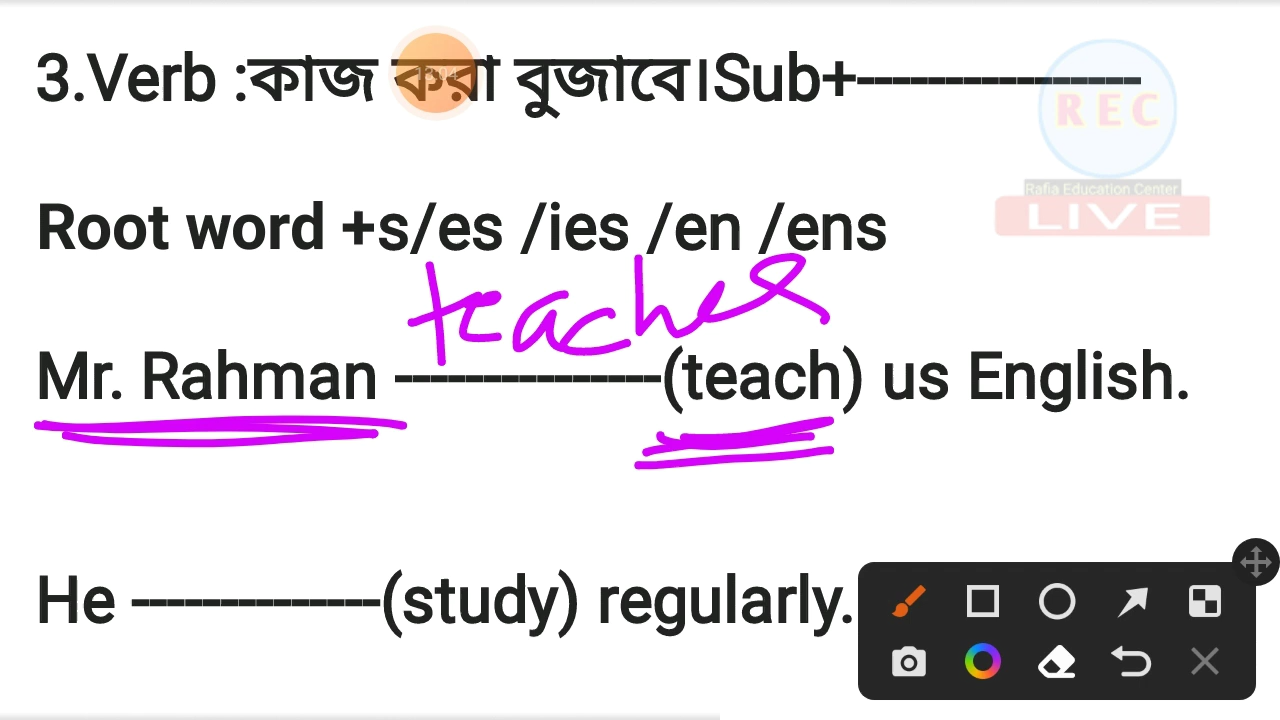 3.Verb :কাজ করা বুজাবে।Sub+----------------
R E C
Rafia Education Center
LIVE
Root word +s/es /ies /en /ens
teaches
Mr. Rahman ---------------(teach) us English.
He --------------(study) regularly.